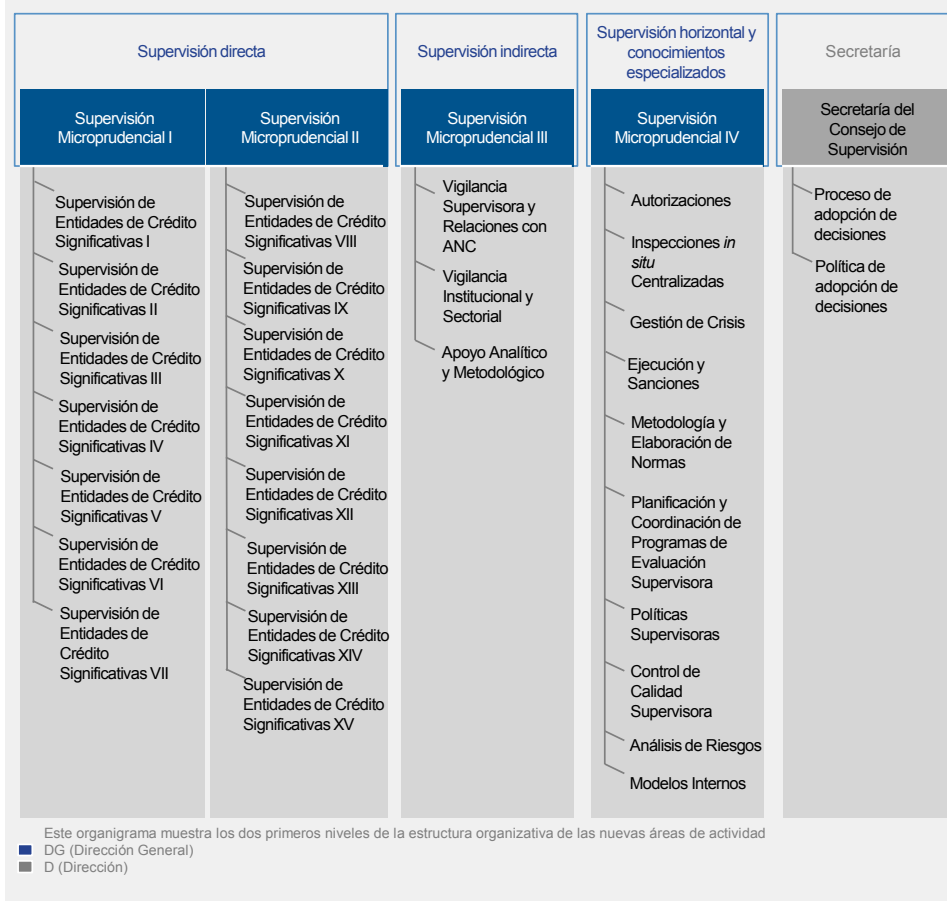 Supervisión directa
Supervisión indirecta
Supervisión horizontal y
conocimientos
especializados
Secretaría
Supervisión
Microprudencial I
Supervisión
Microprudencial II
Supervisión
Microprudencial III
Supervisión
Microprudencial IV
Secretaría del
Consejo de
Supervisión
Supervisión de
Entidades de Crédito
Significativas I
Supervisión de
Entidades de Crédito
Significativas II
Supervisión de
Entidades de Crédito
Significativas III
Supervisión de
Entidades de Crédito
Significativas IV
Supervisión de
Entidades de Crédito
Significativas V
Supervisión de
Entidades de Crédito
Significativas VI
Supervisión de
Entidades de
Crédito
Significativas VII
Supervisión de
Entidades de Crédito
Significativas VIII
Supervisión de
Entidades de Crédito
Significativas IX
Supervisión de
Entidades de Crédito
Significativas X
Supervisión de
Entidades de Crédito
Significativas XI
Supervisión de
Entidades de Crédito
Significativas XII
Supervisión de
Entidades de Crédito
Significativas XIII
Supervisión de
Entidades de Crédito
Significativas XIV
Supervisión de
Entidades de Crédito
Significativas XV
Vigilancia
Supervisora y
Relaciones con
ANC
Vigilancia
Institucional y
Sectorial
Apoyo Analítico
y Metodológico
Autorizaciones
Inspecciones in
situ
Centralizadas
Gestión de Crisis
Ejecución y
Sanciones
Metodología y
Elaboración de
Normas
Planificación y
Coordinación de
Programas de
Evaluación
Supervisora
Políticas
Supervisoras
Control de
Calidad
Supervisora
Análisis de Riesgos
Modelos Internos
Proceso de
adopción de
decisiones
Política de
adopción de
decisiones
Este organigrama muestra los dos primeros niveles de la estructura organizativa de las nuevas áreas de actividad
DG (Dirección General)
D (Dirección)